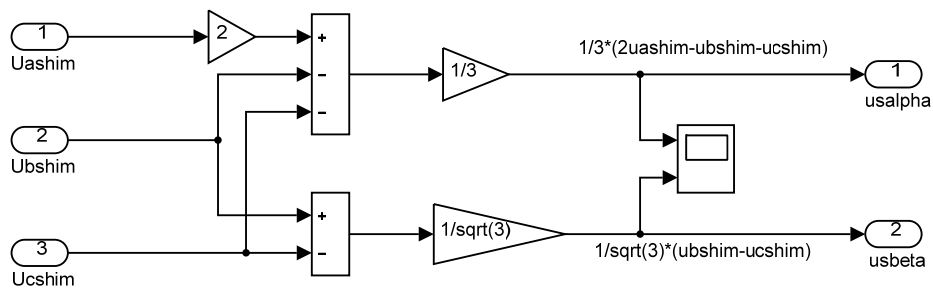 1
Uashim
2
+
−
−
1/3
1/3*(2uashim-ubshim-ucshim)
1
usalpha
2
Ubshim
3
Ucshim
+
−
1/sqrt(3)
1/sqrt(3)*(ubshim-ucshim)
2
usbeta